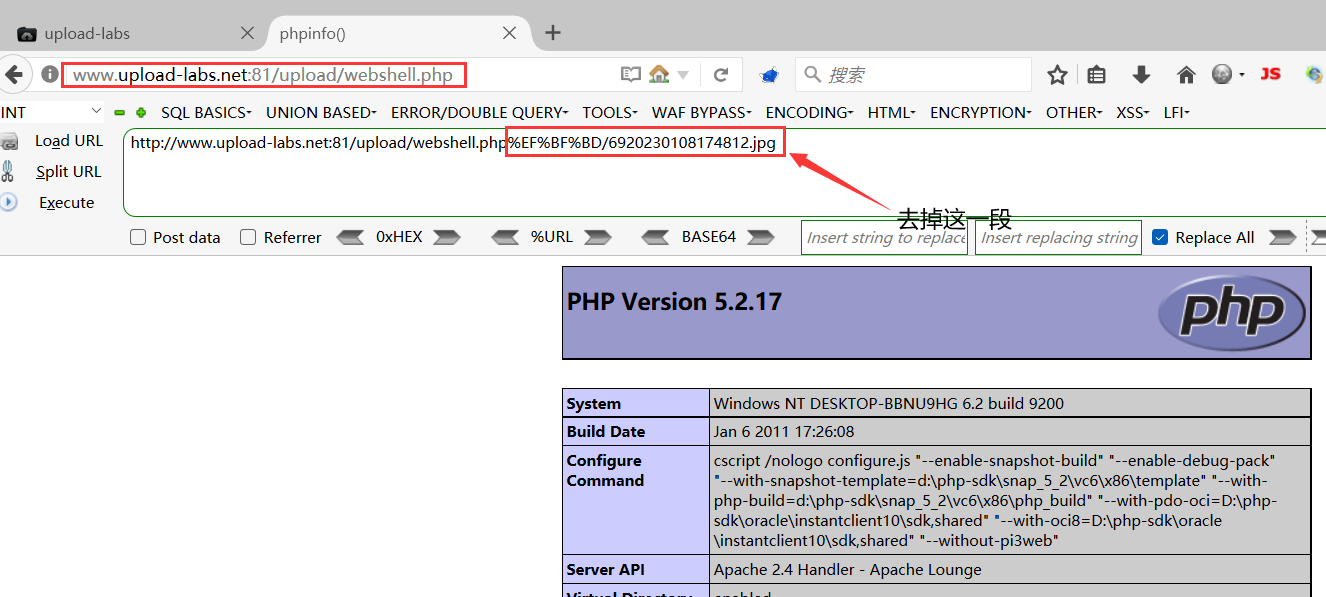 upload-labs
phpinfo()
www.upload-labs.net:81/upload/webshell.php
搜索
JS
INT
SQL BASICS
UNION BASED
ERROR/DOUBLE QUERY
TOOLS
WAF BYPASS
ENCODING
HTML
ENCRYPTION
OTHER
XSS
LFI
Load URL
Split URL
Execute
http://www.upload-labs.net:81/upload/webshell.php%EF%BF%BD/6920230108174812.jpg
去掉这一段
Post data
Referrer
0xHEX
%URL
BASE64
Insert string to replace
Insert replacing string
Replace All
PHP Version 5.2.17
php
System
Windows NT DESKTOP-BBNU9HG 6.2 build 9200
Build Date
Jan 6 2011 17:26:08
Configure
Command
cscript /nologo configure.js "--enable-snapshot-build" "--enable-debug-pack"
"--with-snapshot-template=d:\php-sdk\snap_5_2\vc6\x86\template" "--with-
php-build=d:\php-sdk\snap_5_2\vc6\x86\php_build" "--with-pdo-oci=D:\php-
sdk\oracle\instantclient10\sdk,shared" "--with-oci8=D:\php-sdk\oracle
\instantclient10\sdk,shared" "--without-pi3web"
Server API
Apache 2.4 Handler - Apache Lounge
Virtual Directory
enabled